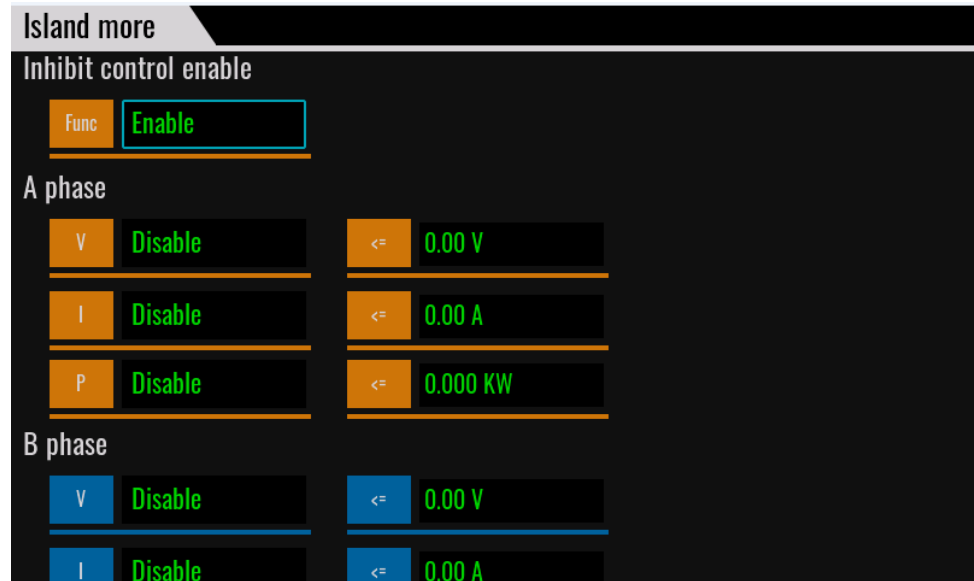 Island more
Inhibit control enable
Func Enable
A phase
V Disable <= 0.00 V
I Disable <= 0.00 A
P Disable <= 0.000 KW
B phase
V Disable <= 0.00 V
I Disable <= 0.00 A